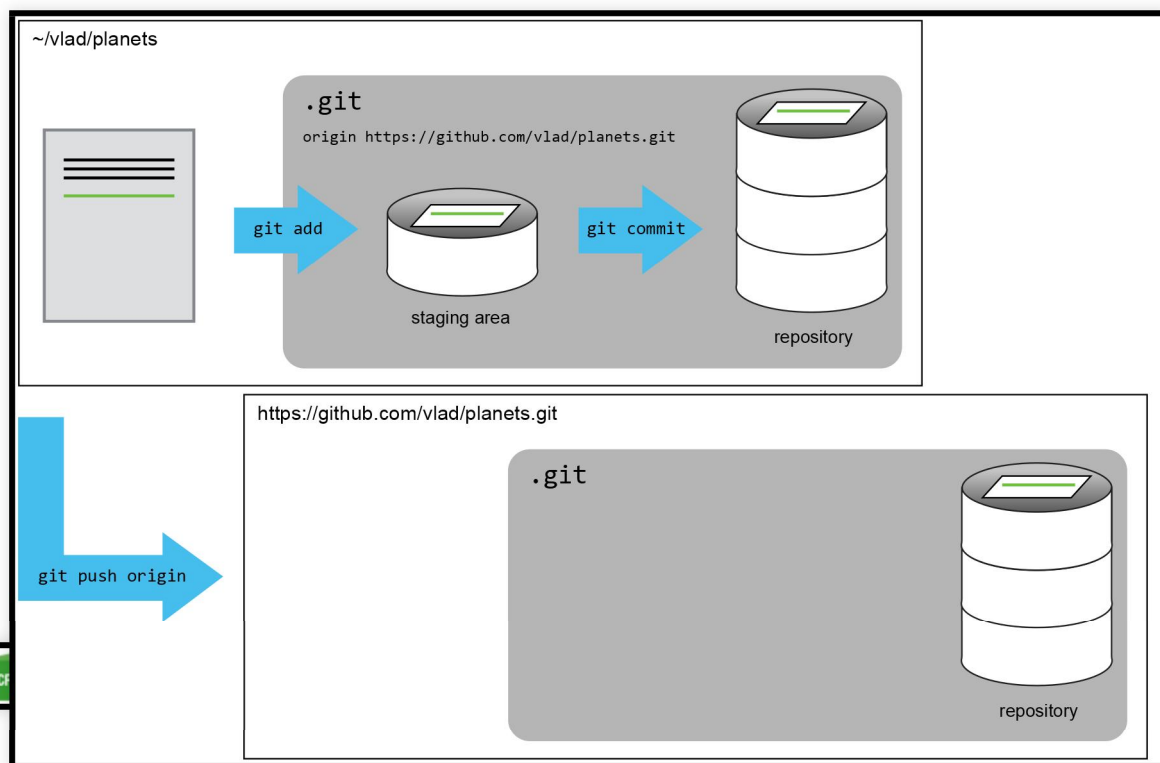 ~/vlad/planets
.git
origin https://github.com/vlad/planets.git
git add
git commit
staging area
repository
https://github.com/vlad/planets.git
.git
git push origin
repository